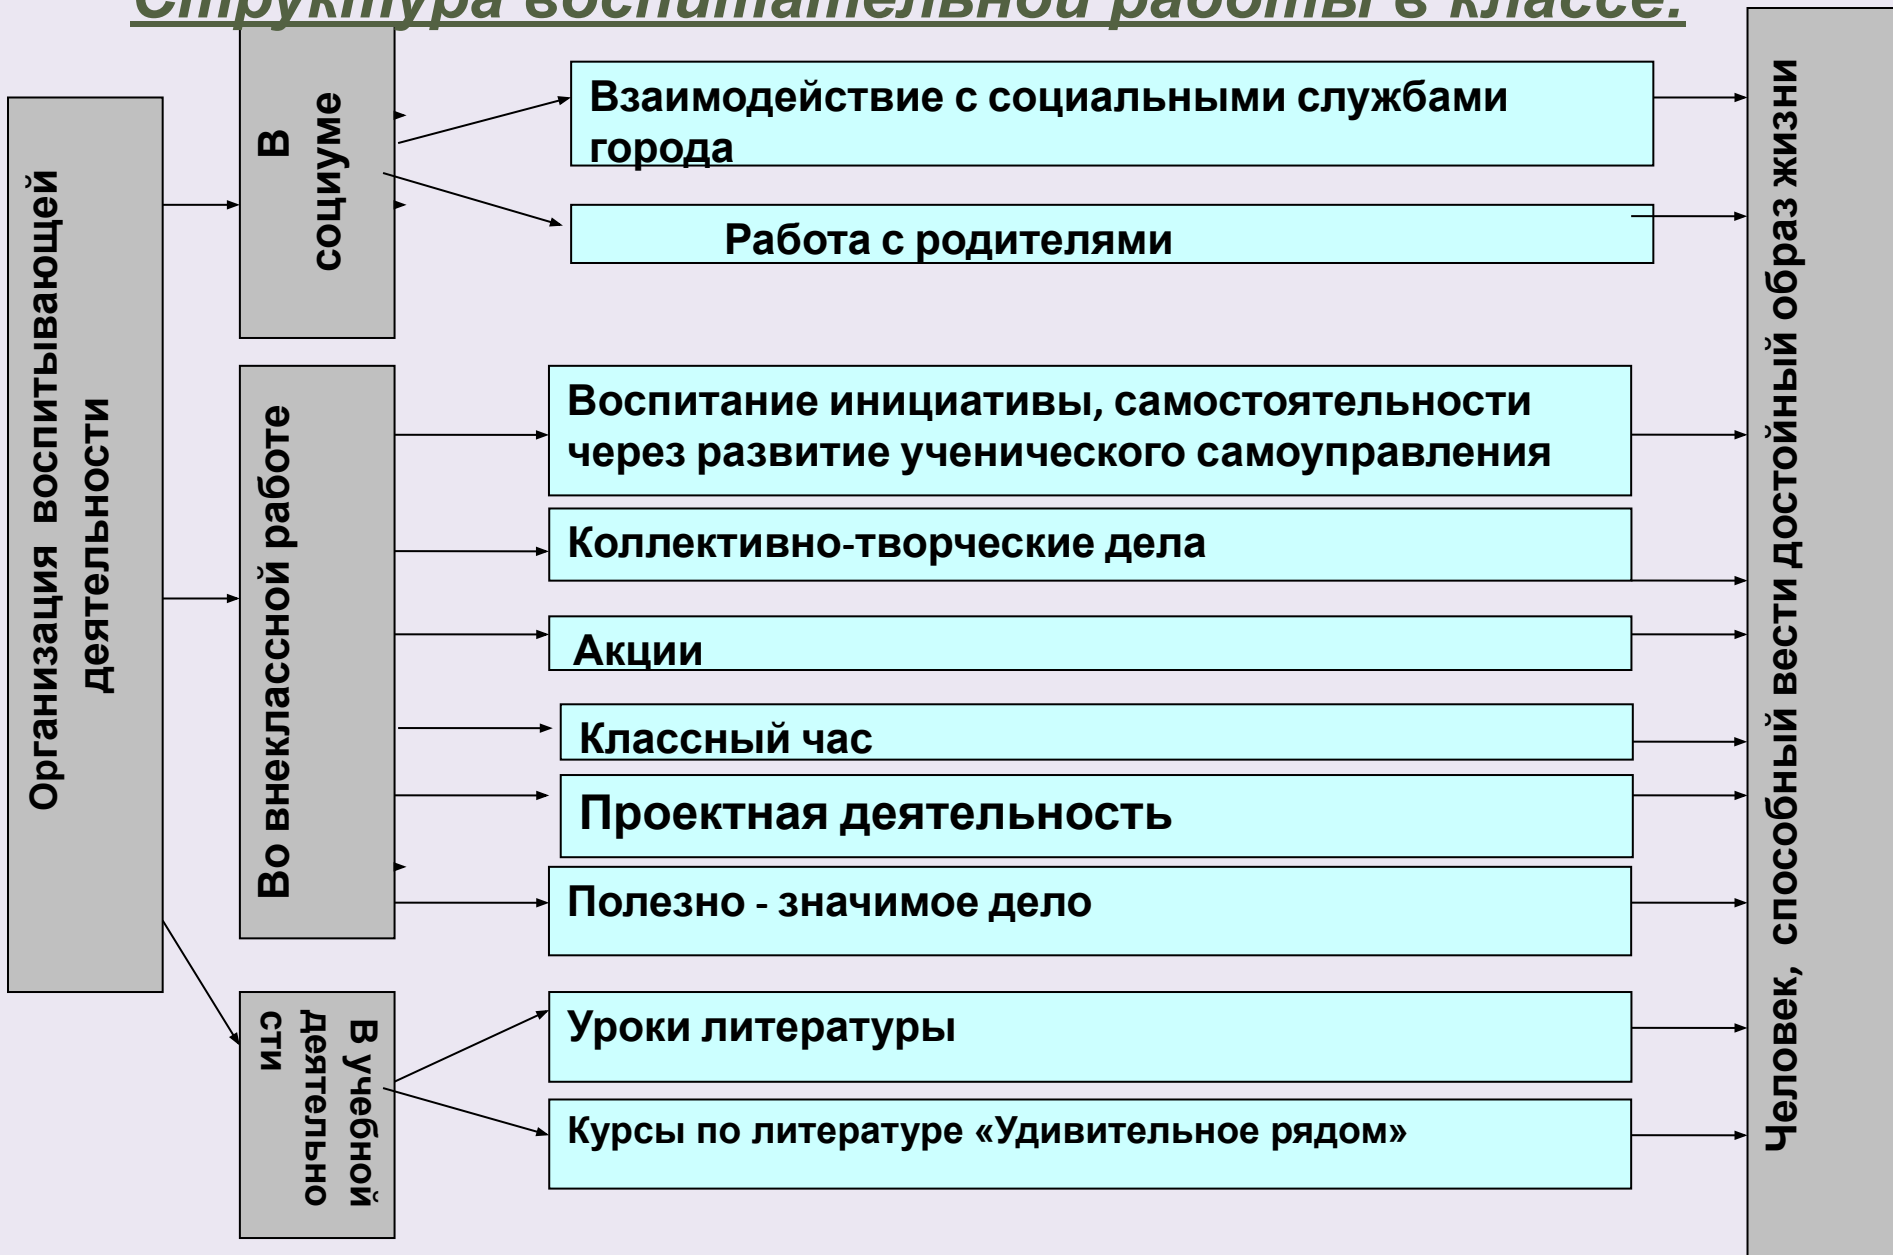 Структура воспитательной работы в классе.
Организация воспитывающей
деятельности
В
социуме
Взаимодействие с социальными службами
города
Работа с родителями
Во внеклассной работе
Воспитание инициативы, самостоятельности
через развитие ученического самоуправления
Коллективно-творческие дела
Акции
Классный час
Проектная деятельность
Полезно - значимое дело
В учебной
деятельно
сти
Уроки литературы
Курсы по литературе «Удивительное рядом»
Человек, способный вести достойный образ жизни